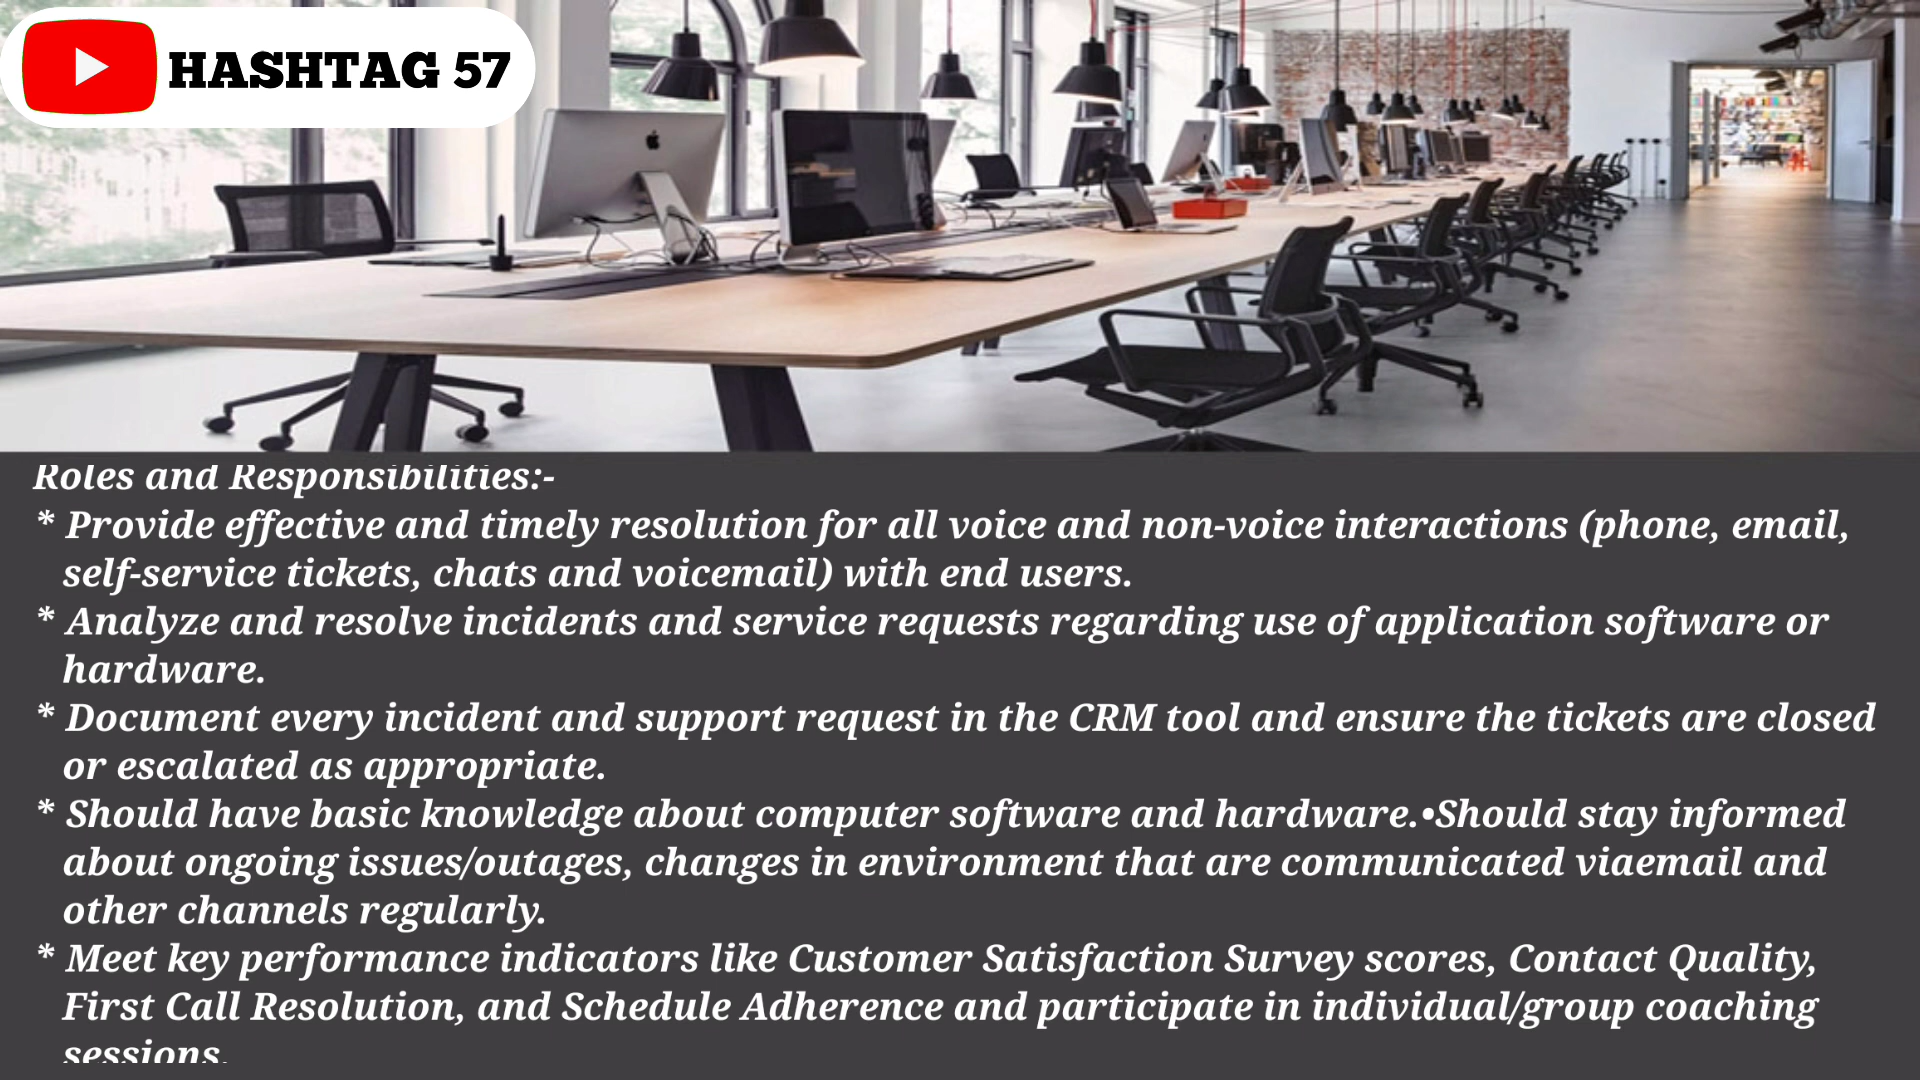 HASHTAG 57
Roles and Responsibilities:-
* Provide effective and timely resolution for all voice and non-voice interactions (phone, email,
self-service tickets, chats and voicemail) with end users.
* Analyze and resolve incidents and service requests regarding use of application software or
hardware.
* Document every incident and support request in the CRM tool and ensure the tickets are closed
or escalated as appropriate.
* Should have basic knowledge about computer software and hardware.•Should stay informed
about ongoing issues/outages, changes in environment that are communicated viaemail and
other channels regularly.
* Meet key performance indicators like Customer Satisfaction Survey scores, Contact Quality,
First Call Resolution, and Schedule Adherence and participate in individual/group coaching
sessions.